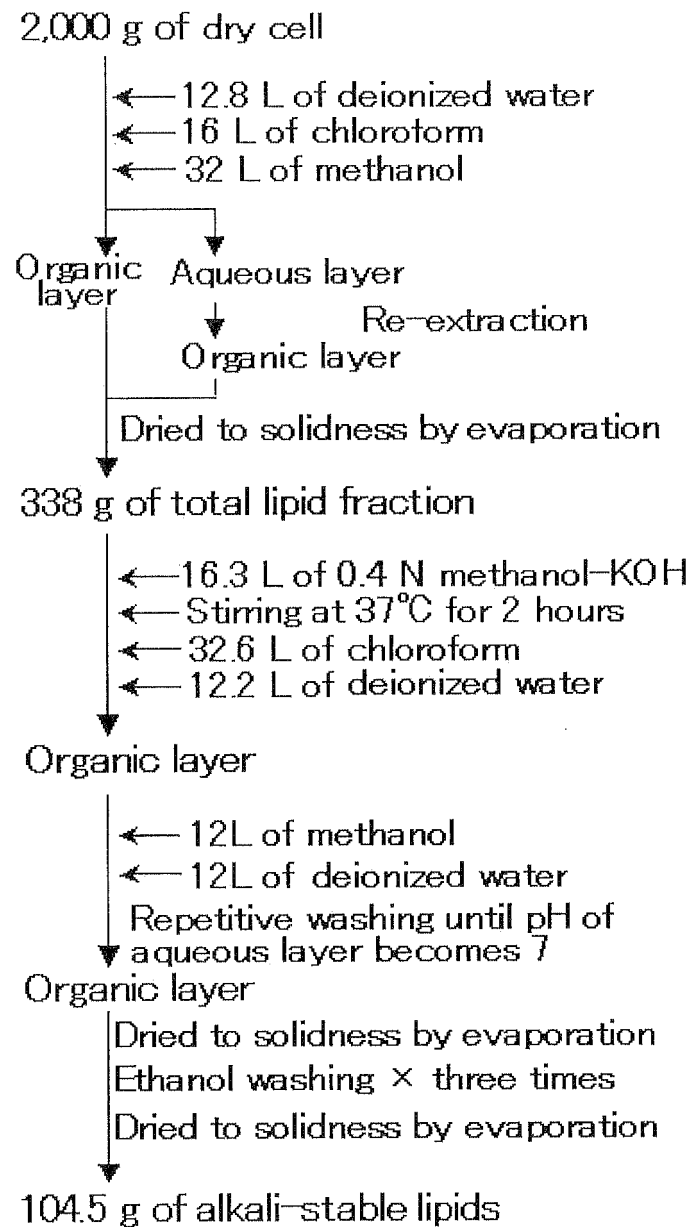 2,000 g of dry cell
12.8 L of deionized water
16 L of chlorotorm
32 L of methanol
Organic
layer
Aqueous layer
Re-extraction
Organic layer
Dried to solidness by evaporation
338 g of total lipid fraction
16.3 L of 0.4 N methanol-KOH
Stirring at 37℃ for 2 hours
32.6 L of chloroform
12.2 L of deionized water
Organic layer
12L of methanol
12L of deionized water
Repetitive washing until pH of
aqueous layer becomes 7
Organic layer
Dried to solidness by evaporation
Ethanol washing × three times
Dried to solidness by evaporation
104.5 g of alkali-stable lipids